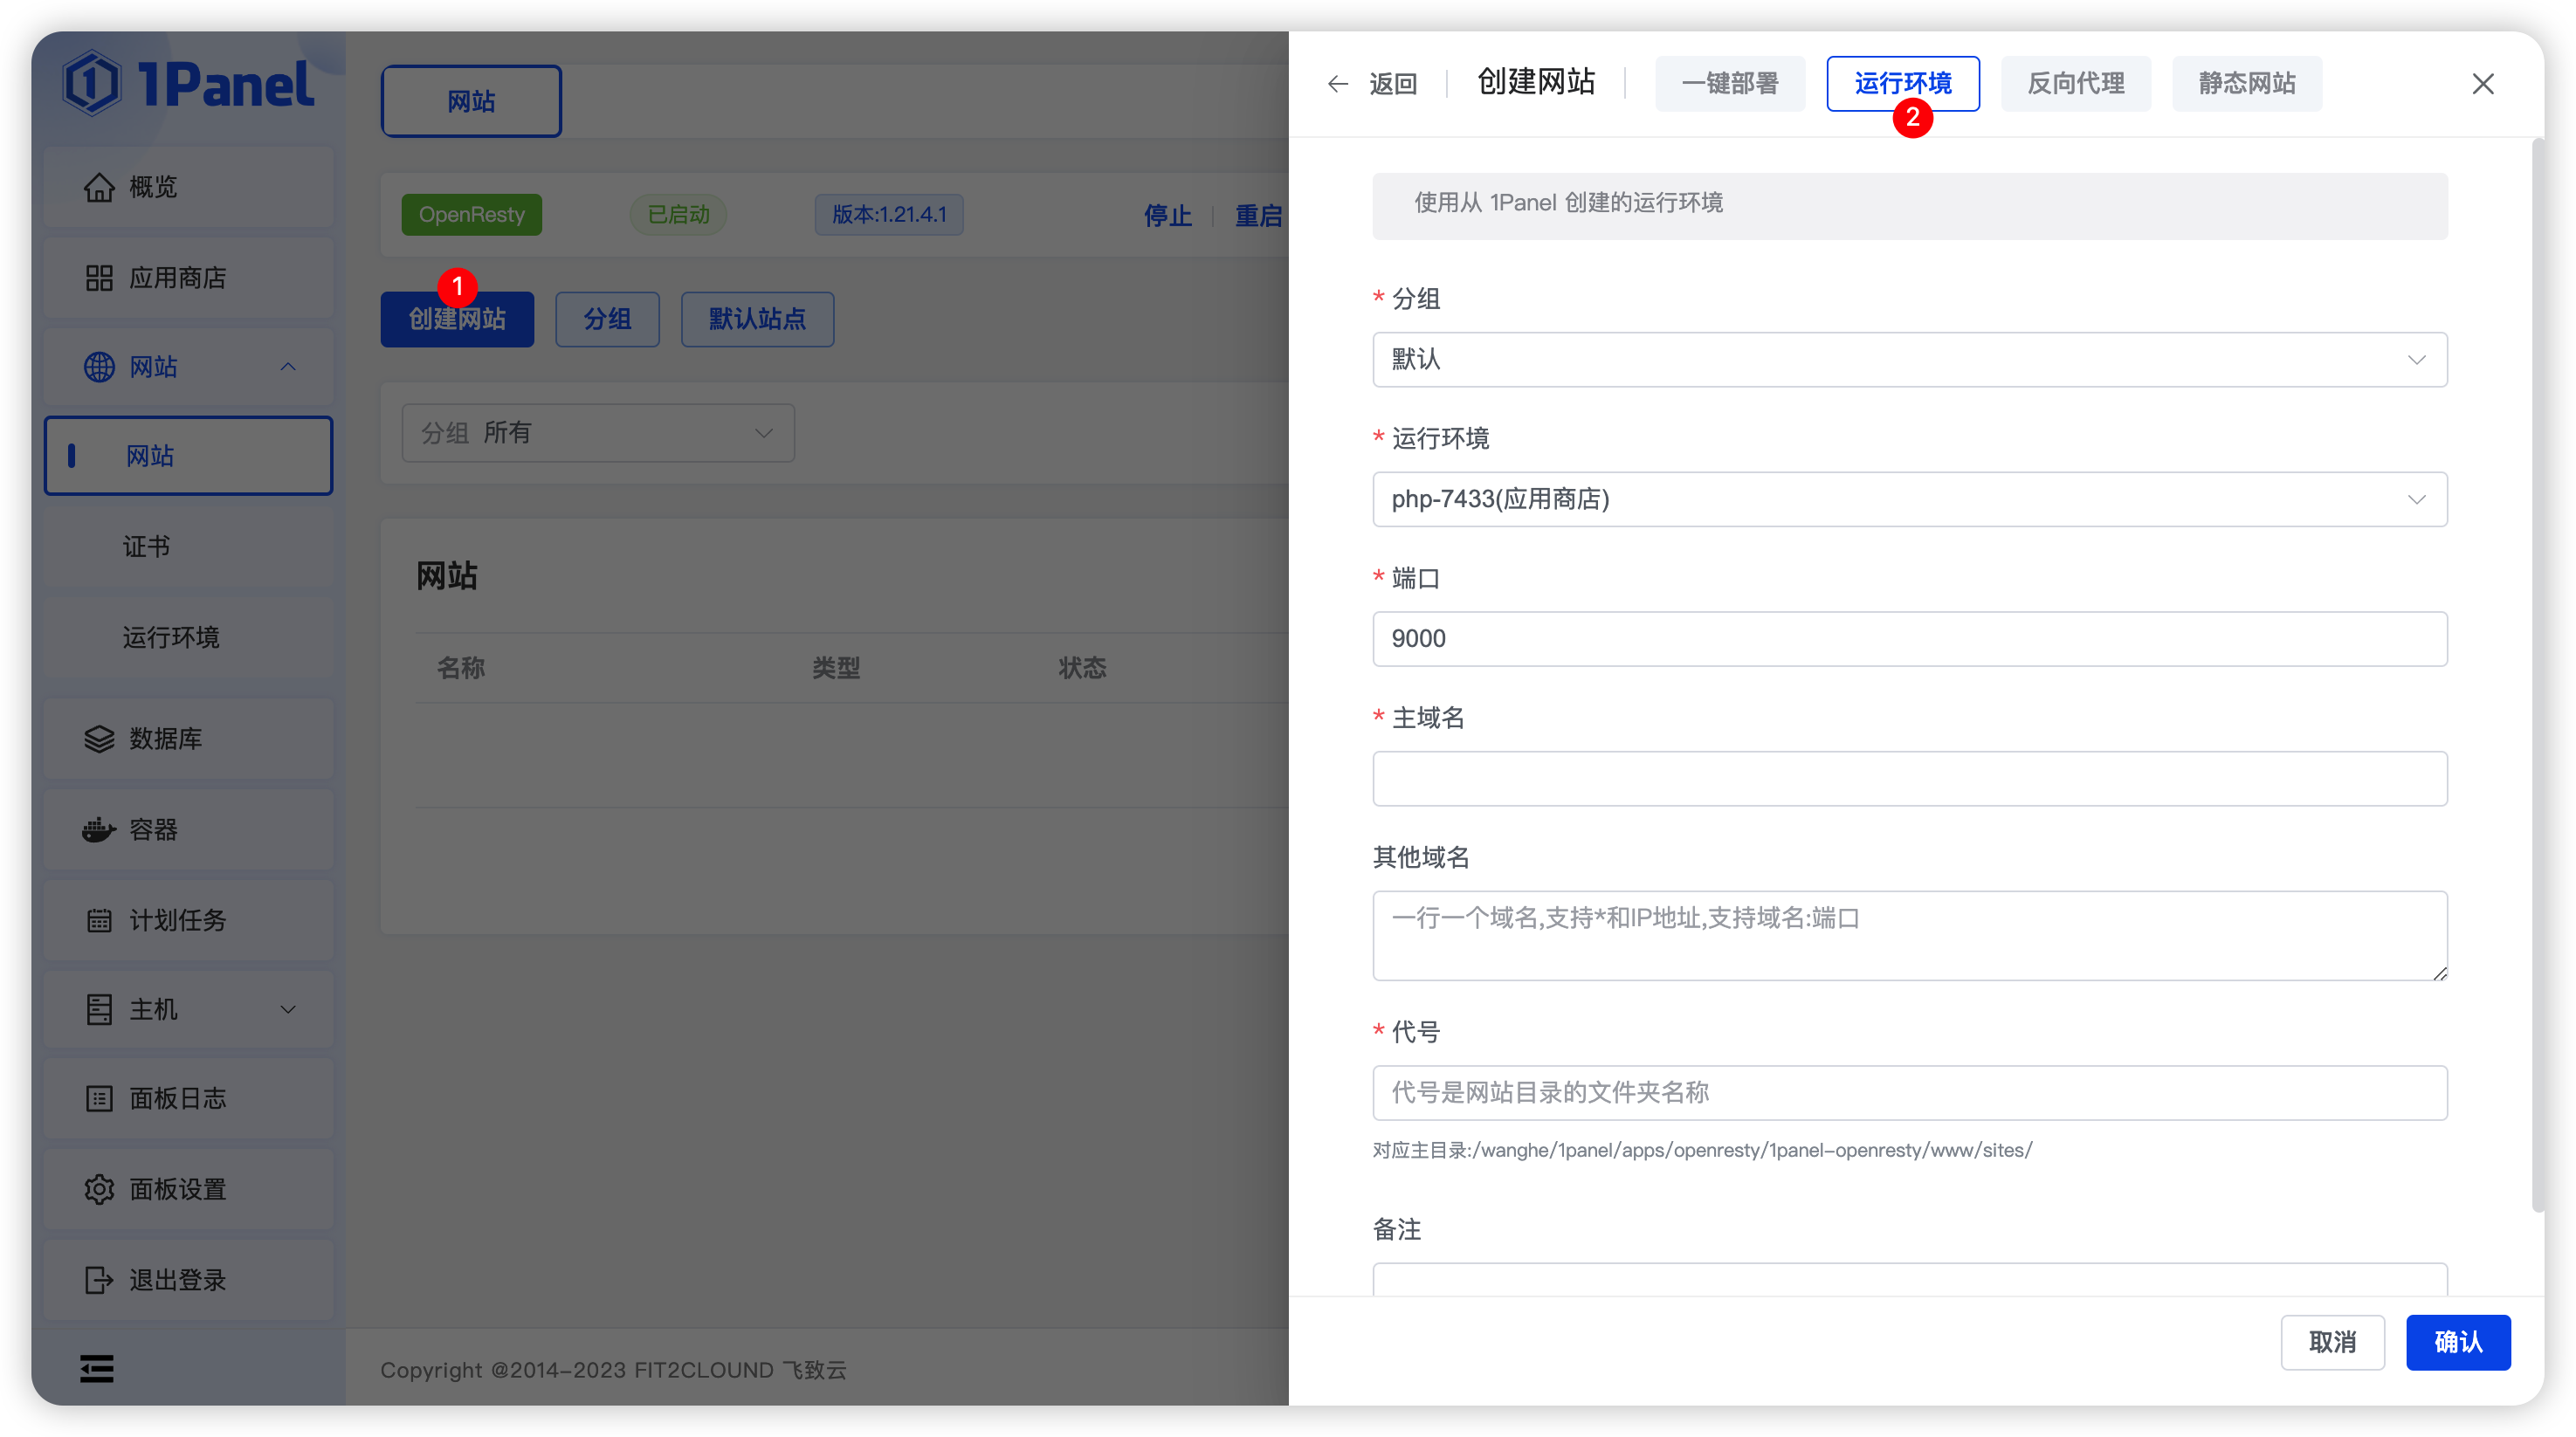 1Panel
概览
应用商店
网站
网站
证书
运行环境
数据库
容器
计划任务
主机
面板日志
面板设置
退出登录
网站
OpenResty 已启动 版本:1.21.4.1 停止 重启
1
创建网站 分组 默认站点
分组 所有
网站
名称 类型 状态
Copyright @2014-2023 FIT2CLOUND 飞致云
返回 创建网站 一键部署 运行环境 反向代理 静态网站
2
使用从 1Panel 创建的运行环境
* 分组
默认
* 运行环境
php-7433(应用商店)
* 端口
9000
* 主域名
其他域名
一行一个域名,支持*和IP地址,支持域名:端口
* 代号
代号是网站目录的文件夹名称
对应主目录:/wanghe/1panel/apps/openresty/1panel-openresty/www/sites/
备注
取消 确认